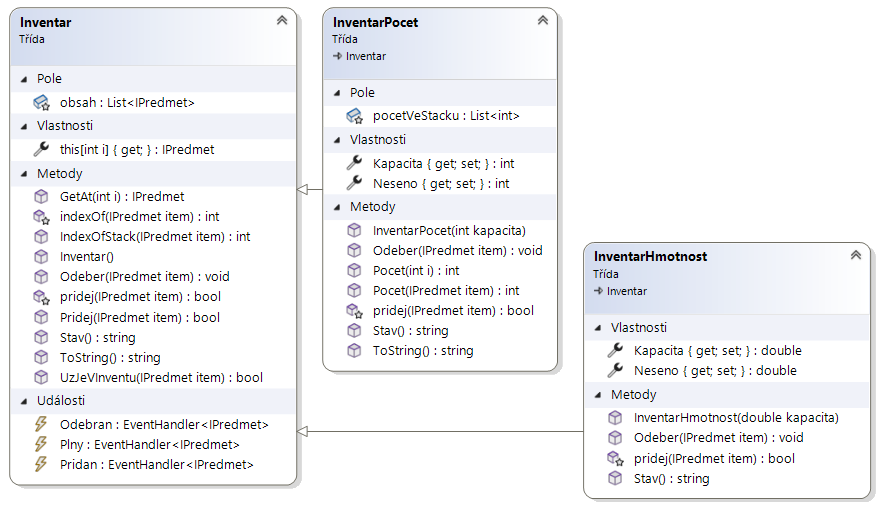 Inventar
Třída
Pole
obsah : List<IPredmet>
Vlastnosti
this[int i] { get; } : IPredmet
Metody
GetAt(int i) : IPredmet
indexOf(IPredmet item) : int
IndexOfStack(IPredmet item) : int
Inventar()
Odeber(IPredmet item) : void
pridej(IPredmet item) : bool
Pridej(IPredmet item) : bool
Stav() : string
ToString() : string
UzJeVInventu(IPredmet item) : bool
Události
Odebran : EventHandler<IPredmet>
Plny : EventHandler<IPredmet>
Pridan : EventHandler<IPredmet>
InventarPocet
Třída
Inventar
Pole
pocetVeStacku : List<int>
Vlastnosti
Kapacita { get; set; } : int
Neseno { get; set; } : int
Metody
InventarPocet(int kapacita)
Odeber(IPredmet item) : void
Pocet(int i) : int
Pocet(IPredmet item) : int
pridej(IPredmet item) : bool
Stav() : string
ToString() : string
InventarHmotnost
Třída
Inventar
Vlastnosti
Kapacita { get; set; } : double
Neseno { get; set; } : double
Metody
InventarHmotnost(double kapacita)
Odeber(IPredmet item) : void
pridej(IPredmet item) : bool
Stav() : string